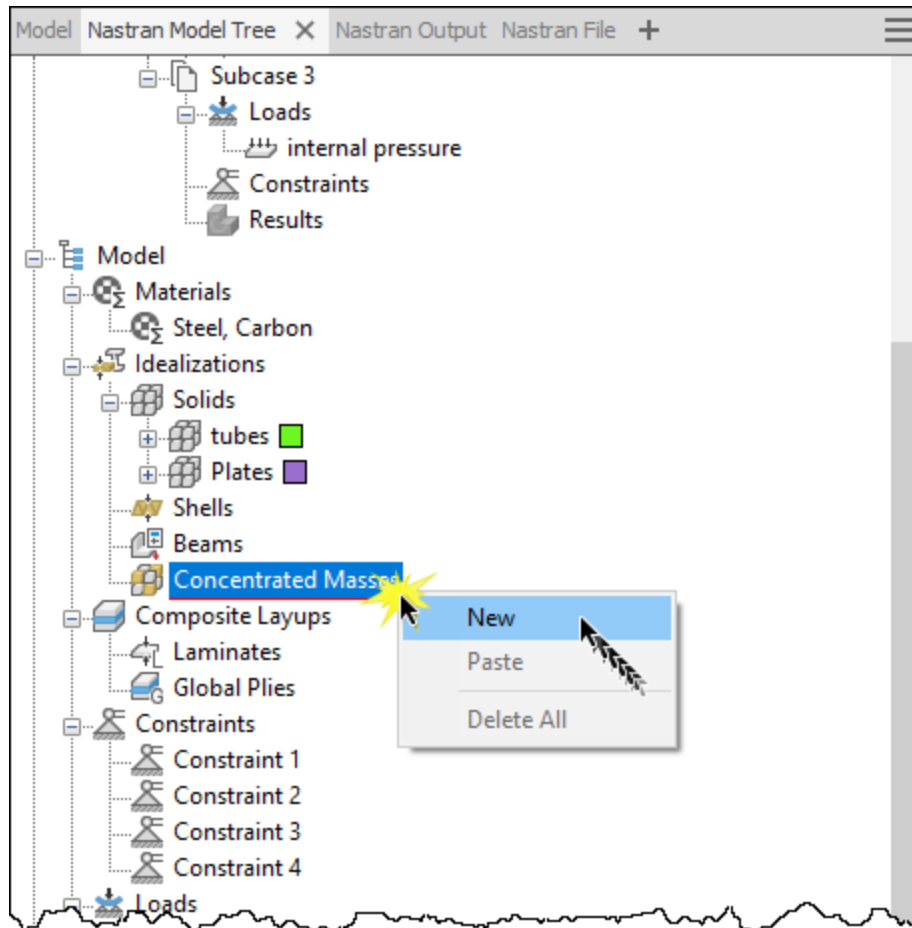 Model Nastran Model Tree Nastran Output Nastran File
Subcase 3
Loads
internal pressure
Constraints
Results
Model
Materials
Steel, Carbon
Idealizations
Solids
tubes
Plates
Shells
Beams
Concentrated Masses
New
Composite Layups
Laminates
Paste
Global Plies
Delete All
Constraints
Constraint 1
Constraint 2
Constraint 3
Constraint 4
Loads